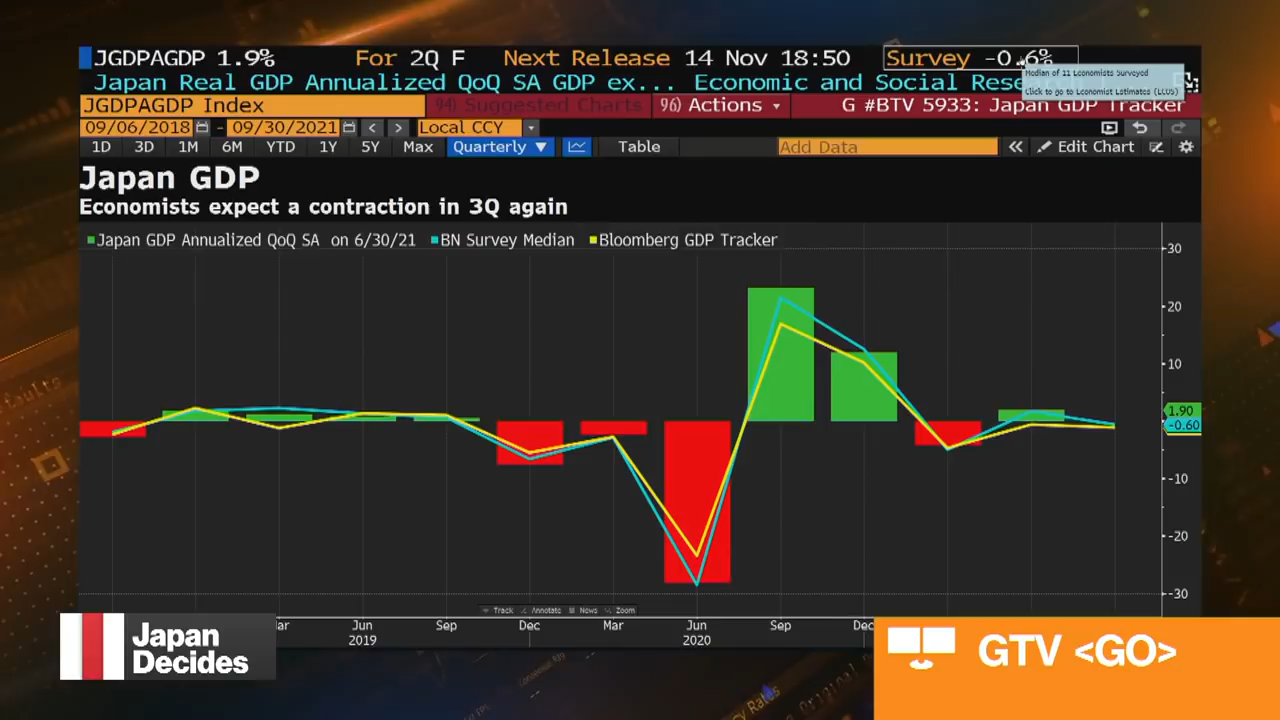 JGDPAGDP 1.9% For 2Q F Next Release 14 Nov 18:50 Survey -0.6%
Japan Real GDP Annualized QoQ SA GDP ex... Economic and Social Rese
Median of 11 Economists Surveyed
Click to go to Economist Estimates (ECOS)
JGDPAGDP Index 94) Suggested Charts 96) Actions G #BTV 5933: Japan GDP Tracker
09/06/2018 - 09/30/2021 < > Local CCY
1D 3D 1M 6M YTD 1Y 5Y Max Quarterly ▼ Table Add Data « Edit Chart
Japan GDP
Economists expect a contraction in 3Q again
Japan GDP Annualized QoQ SA on 6/30/21 BN Survey Median Bloomberg GDP Tracker
30
20
10
1.90
-0.60
-10
-20
-30
Track Annotate News Zoom
ar Jun Sep Dec Mar Jun Sep Dec
2019 2020
Japan
Decides
GTV <GO>